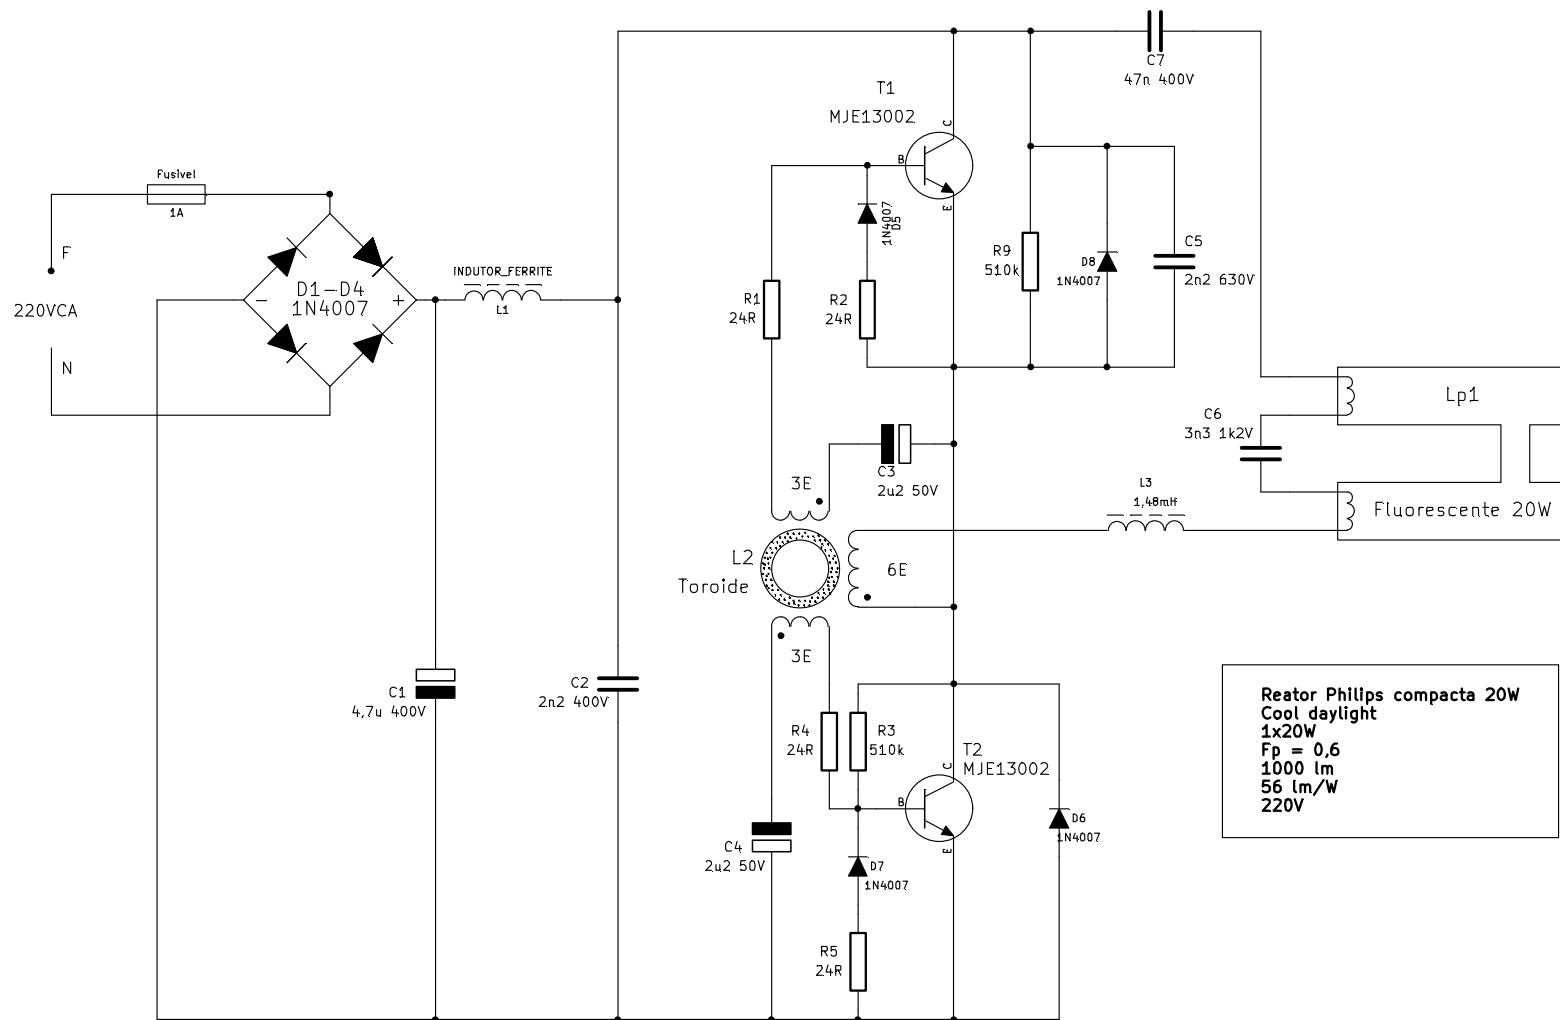 C7
47n 400V
T1
MJE13002
C
B
E
Fusivel
1A
F
220VCA
N
D1-D4
1N4007
-
+
INDUTOR_FERRITE
L1
1N4007
D5
R1
24R
R2
24R
R9
510k
D8
1N4007
C5
2n2 630V
Lp1
C6
3n3 1k2V
C3
2u2 50V
3E
L3
1,48mH
Fluorescente 20W
L2
Toroide
6E
3E
C1
4,7u 400V
C2
2n2 400V
R4
24R
R3
510k
T2
MJE13002
C
B
E
D6
1N4007
C4
2u2 50V
D7
1N4007
R5
24R
Reator Philips compacta 20W
Cool daylight
1x20W
Fp = 0,6
1000 lm
56 lm/W
220V